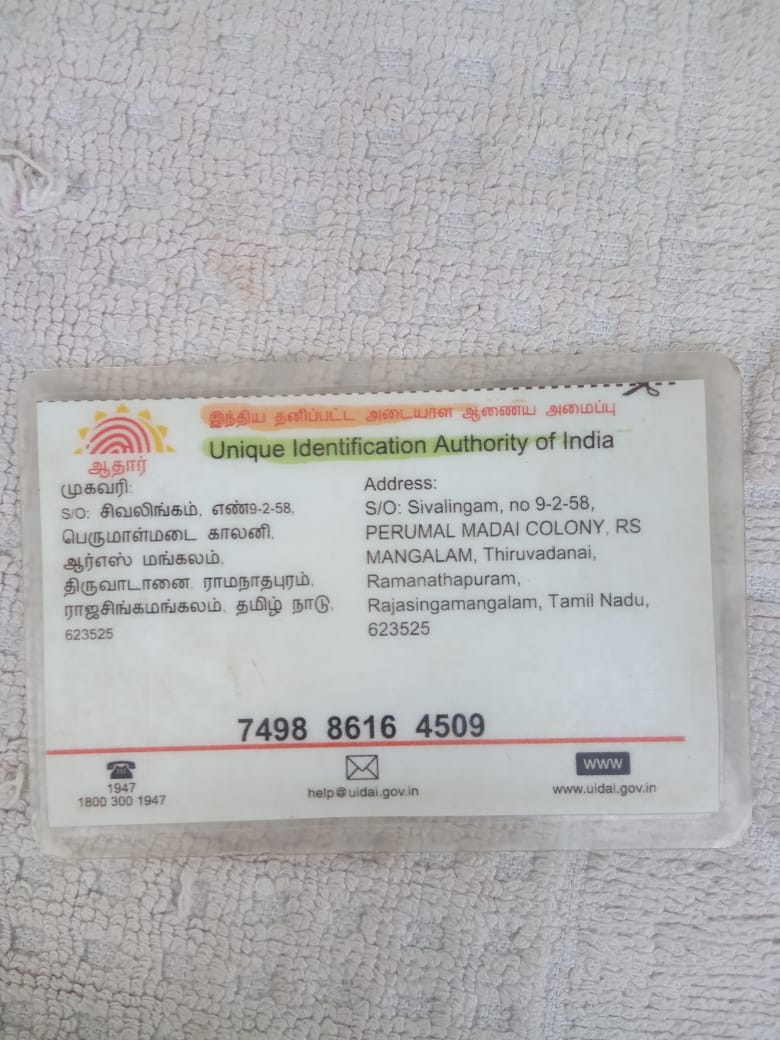 இந்திய தனிப்பட்ட அடையாள ஆணைய அமைப்பு
Unique Identification Authority of India
ஆதார்
முகவரி:
S/O: சிவலிங்கம், எண்9-2-58,
பெருமாள்மடை காலனி,
ஆர்எஸ் மங்கலம்,
திருவாடானை, ராமநாதபுரம்,
ராஜசிங்கமங்கலம், தமிழ் நாடு,
623525
Address:
S/O: Sivalingam, no 9-2-58,
PERUMAL MADAI COLONY, RS
MANGALAM, Thiruvadanai,
Ramanathapuram,
Rajasingamangalam, Tamil Nadu,
623525
7498 8616 4509
1947
1800 300 1947
help@uidai.gov.in
WWW
www.uidai.gov.in